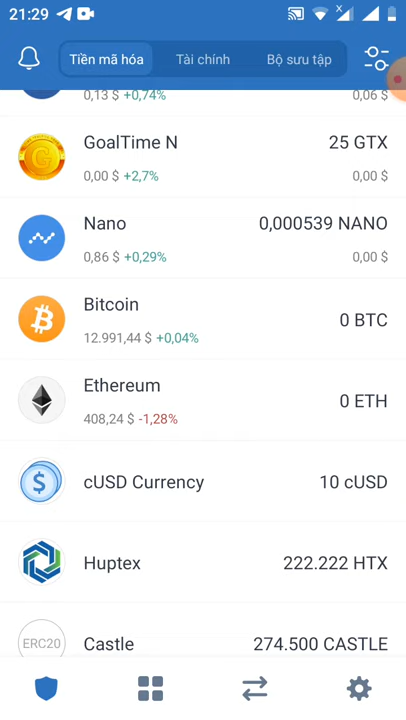 21:29
Tiền mã hóa
Tài chính
Bộ sưu tập
0,13 $ +0,74%
0,06 $
GoalTime N
25 GTX
0,00 $ +2,7%
0,00 $
Nano
0,000539 NANO
0,86 $ +0,29%
0,00 $
Bitcoin
0 BTC
12.991,44 $ +0,04%
Ethereum
0 ETH
408,24 $ -1,28%
cUSD Currency
10 cUSD
Huptex
222.222 HTX
ERC20
Castle
274.500 CASTLE